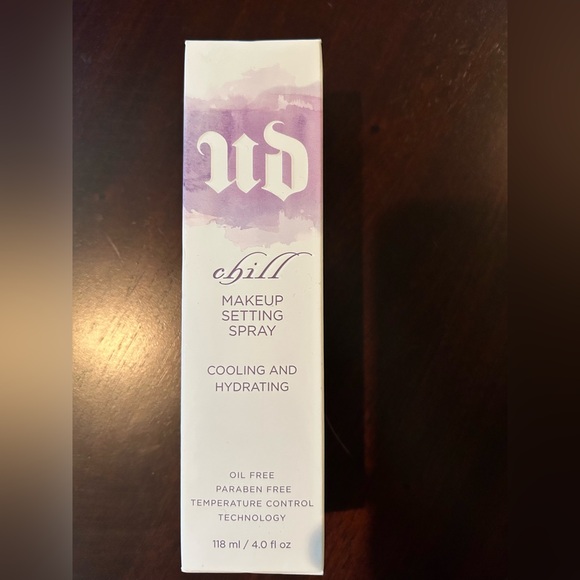 ud
chill
MAKEUP
SETTING
SPRAY
COOLING AND
HYDRATING
OIL FREE
PARABEN FREE
TEMPERATURE CONTROL
TECHNOLOGY
118 ml / 4.0 fl oz